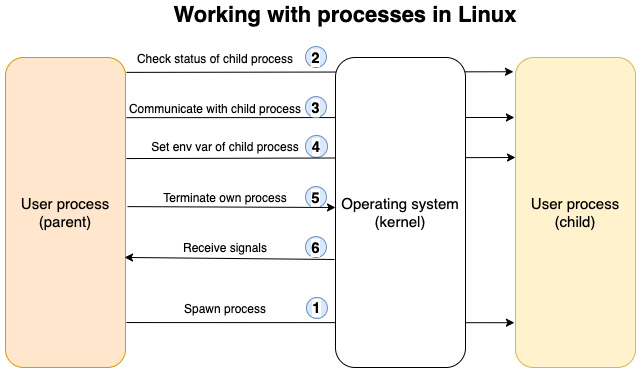 Working with processes in Linux
Check status of child process 2
Communicate with child process 3
Set env var of child process 4
Terminate own process 5
User process
(parent)
Operating system
(kernel)
User process
(child)
Receive signals 6
Spawn process 1